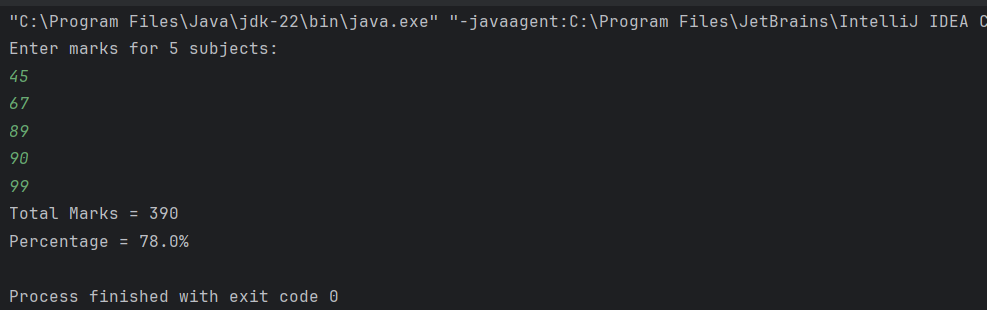 "C:\Program Files\Java\jdk-22\bin\java.exe" "-javaagent:C:\Program Files\JetBrains\IntelliJ IDEA C
Enter marks for 5 subjects:
45
67
89
90
99
Total Marks = 390
Percentage = 78.0%
Process finished with exit code 0